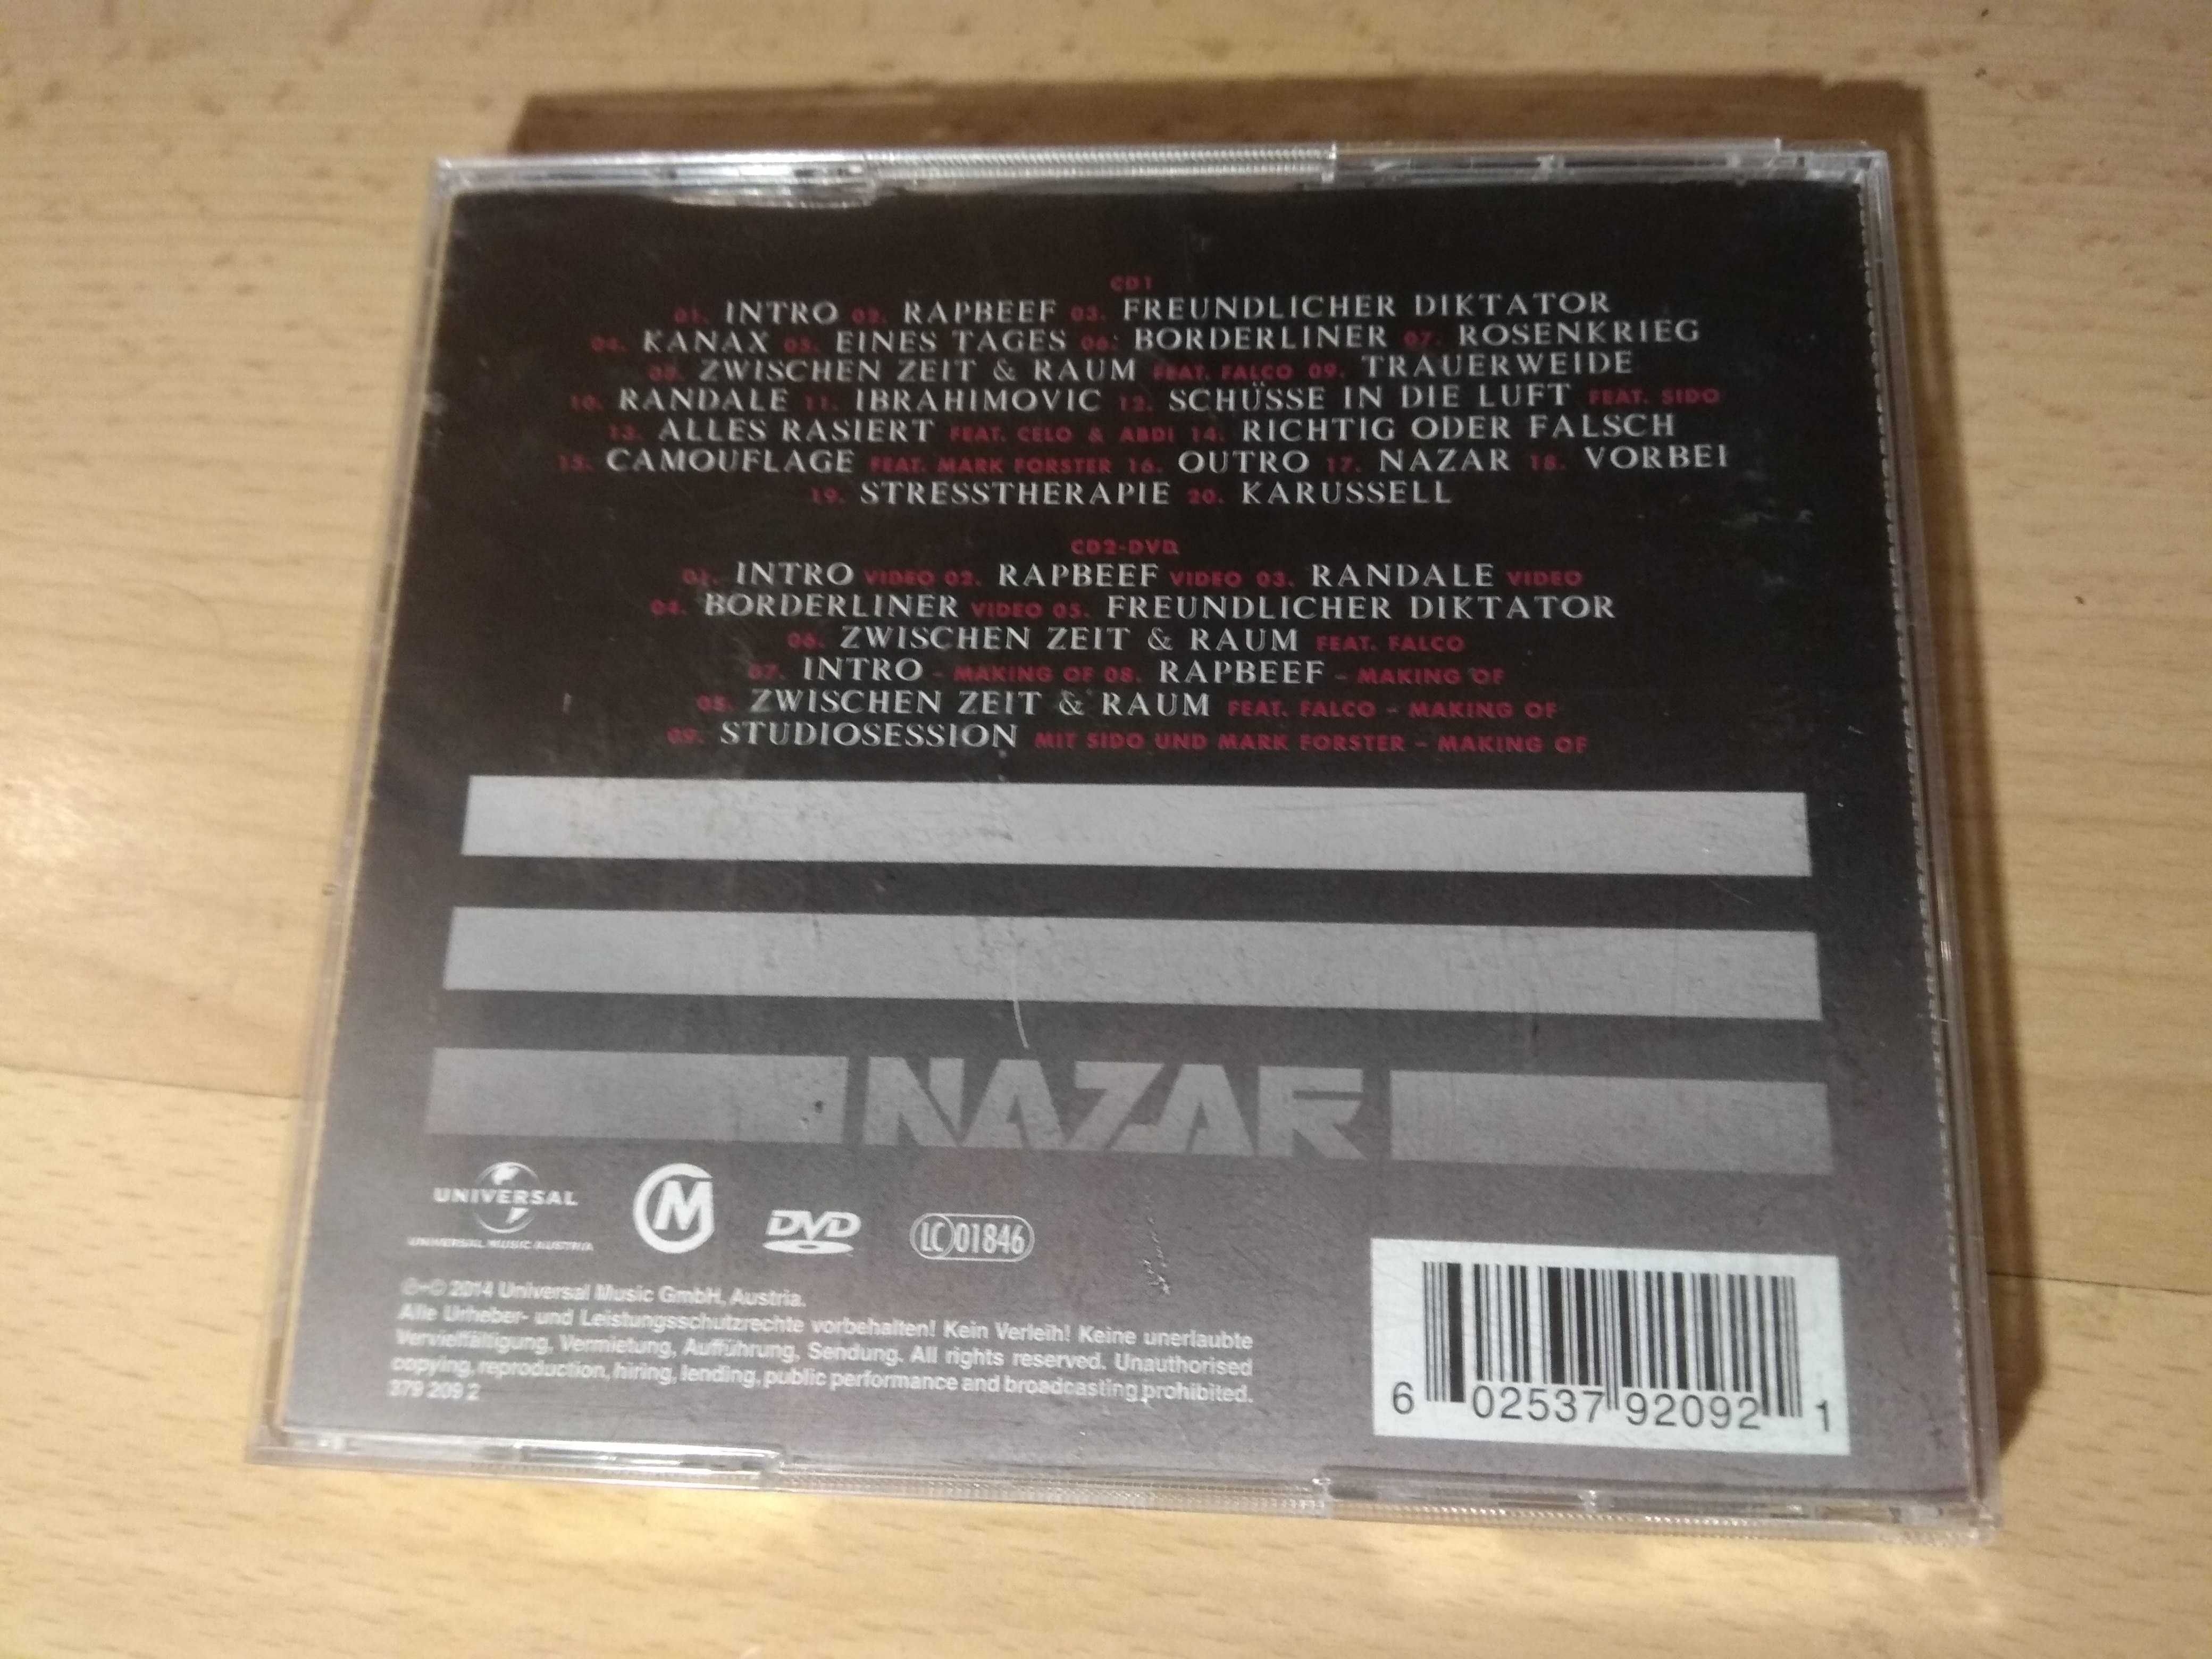 CD1
01. INTRO 02. RAPBEEF 03. FREUNDLICHER DIKTATOR
04. KANAX 05. EINES TAGES 06. BORDERLINER 07. ROSENKRIEG
08. ZWISCHEN ZEIT & RAUM FEAT. FALCO 09. TRAUERWEIDE
10. RANDALE 11. IBRAHIMOVIC 12. SCHÜSSE IN DIE LUFT FEAT. SIDO
13. ALLES RASIERT FEAT. CELO & ABDI 14. RICHTIG ODER FALSCH
15. CAMOUFLAGE FEAT. MARK FORSTER 16. OUTRO 17. NAZAR 18. VORBEI
19. STRESSTHERAPIE 20. KARUSSELL
CD2-DVD
01. INTRO VIDEO 02. RAPBEEF VIDEO 03. RANDALE VIDEO
04. BORDERLINER VIDEO 05. FREUNDLICHER DIKTATOR
06. ZWISCHEN ZEIT & RAUM FEAT. FALCO
07. INTRO - MAKING OF 08. RAPBEEF - MAKING OF
08. ZWISCHEN ZEIT & RAUM FEAT. FALCO - MAKING OF
09. STUDIOSESSION MIT SIDO UND MARK FORSTER - MAKING OF
NAZAR
UNIVERSAL
UNIVERSAL MUSIC AUSTRIA
M
DVD
LC 01846
℗+© 2014 Universal Music GmbH, Austria.
Alle Urheber- und Leistungsschutzrechte vorbehalten! Kein Verleih! Keine unerlaubte
Vervielfältigung, Vermietung, Aufführung, Sendung. All rights reserved. Unauthorised
copying, reproduction, hiring, lending, public performance and broadcasting prohibited.
379 209 2
6 02537 92092 1